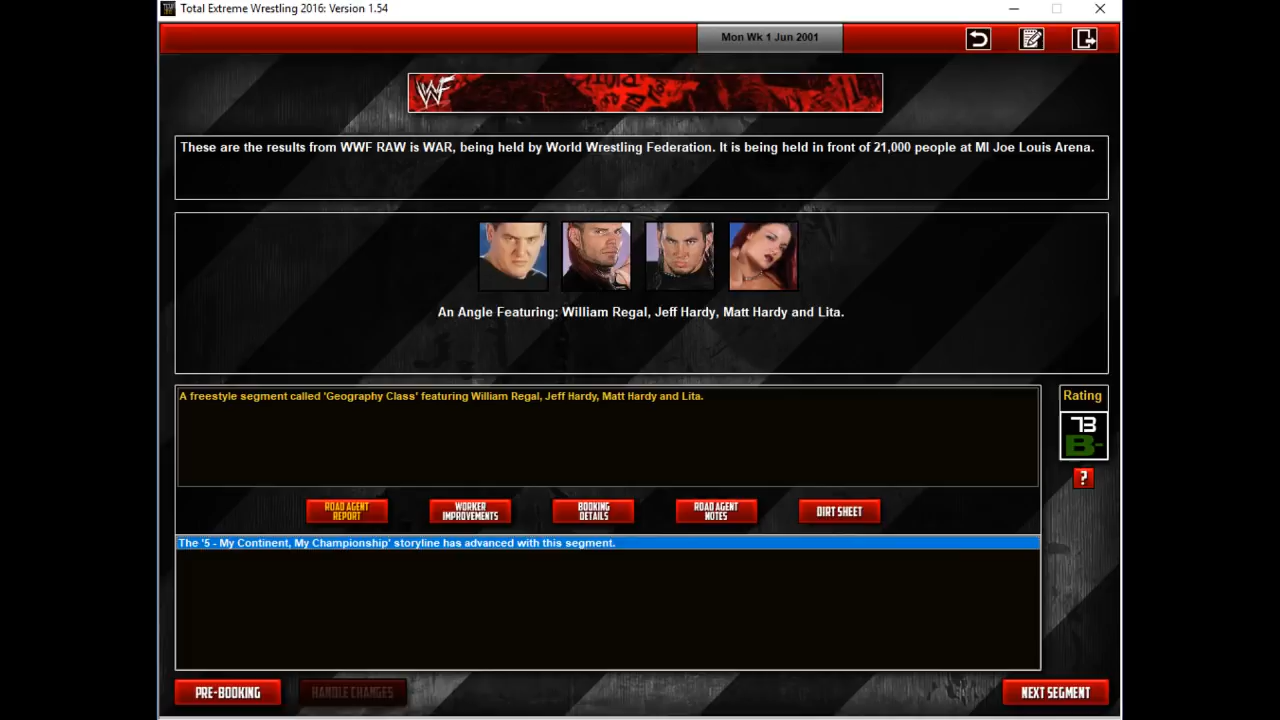 Total Extreme Wrestling 2016: Version 1.54
Mon Wk 1 Jun 2001
These are the results from WWF RAW is WAR, being held by World Wrestling Federation. It is being held in front of 21,000 people at MI Joe Louis Arena.
An Angle Featuring: William Regal, Jeff Hardy, Matt Hardy and Lita.
A freestyle segment called 'Geography Class' featuring William Regal, Jeff Hardy, Matt Hardy and Lita.
Rating
73
B-
?
ROAD AGENT REPORT
WORKER IMPROVEMENTS
BOOKING DETAILS
ROAD AGENT NOTES
DIRT SHEET
The '5 - My Continent, My Championship' storyline has advanced with this segment.
PRE-BOOKING
HANDLE CHANGES
NEXT SEGMENT